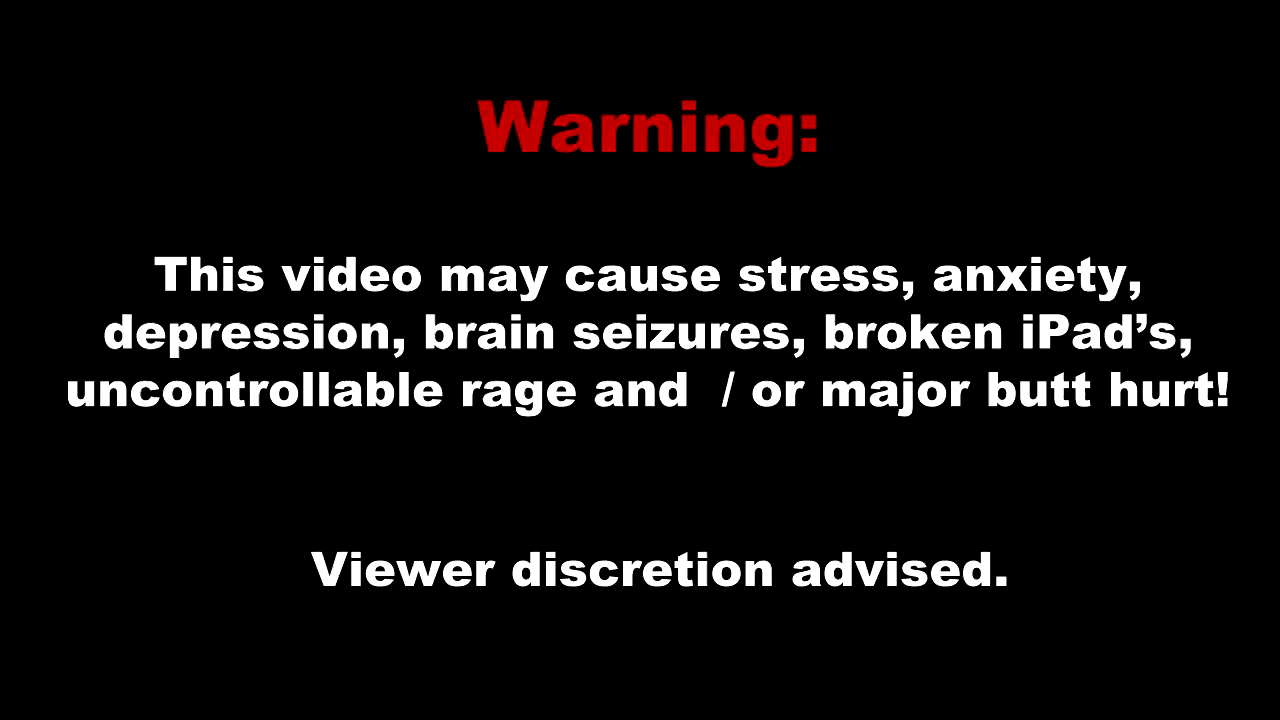 Warning:
This video may cause stress, anxiety,
depression, brain seizures, broken iPad’s,
uncontrollable rage and  / or major butt hurt!
Viewer discretion advised.